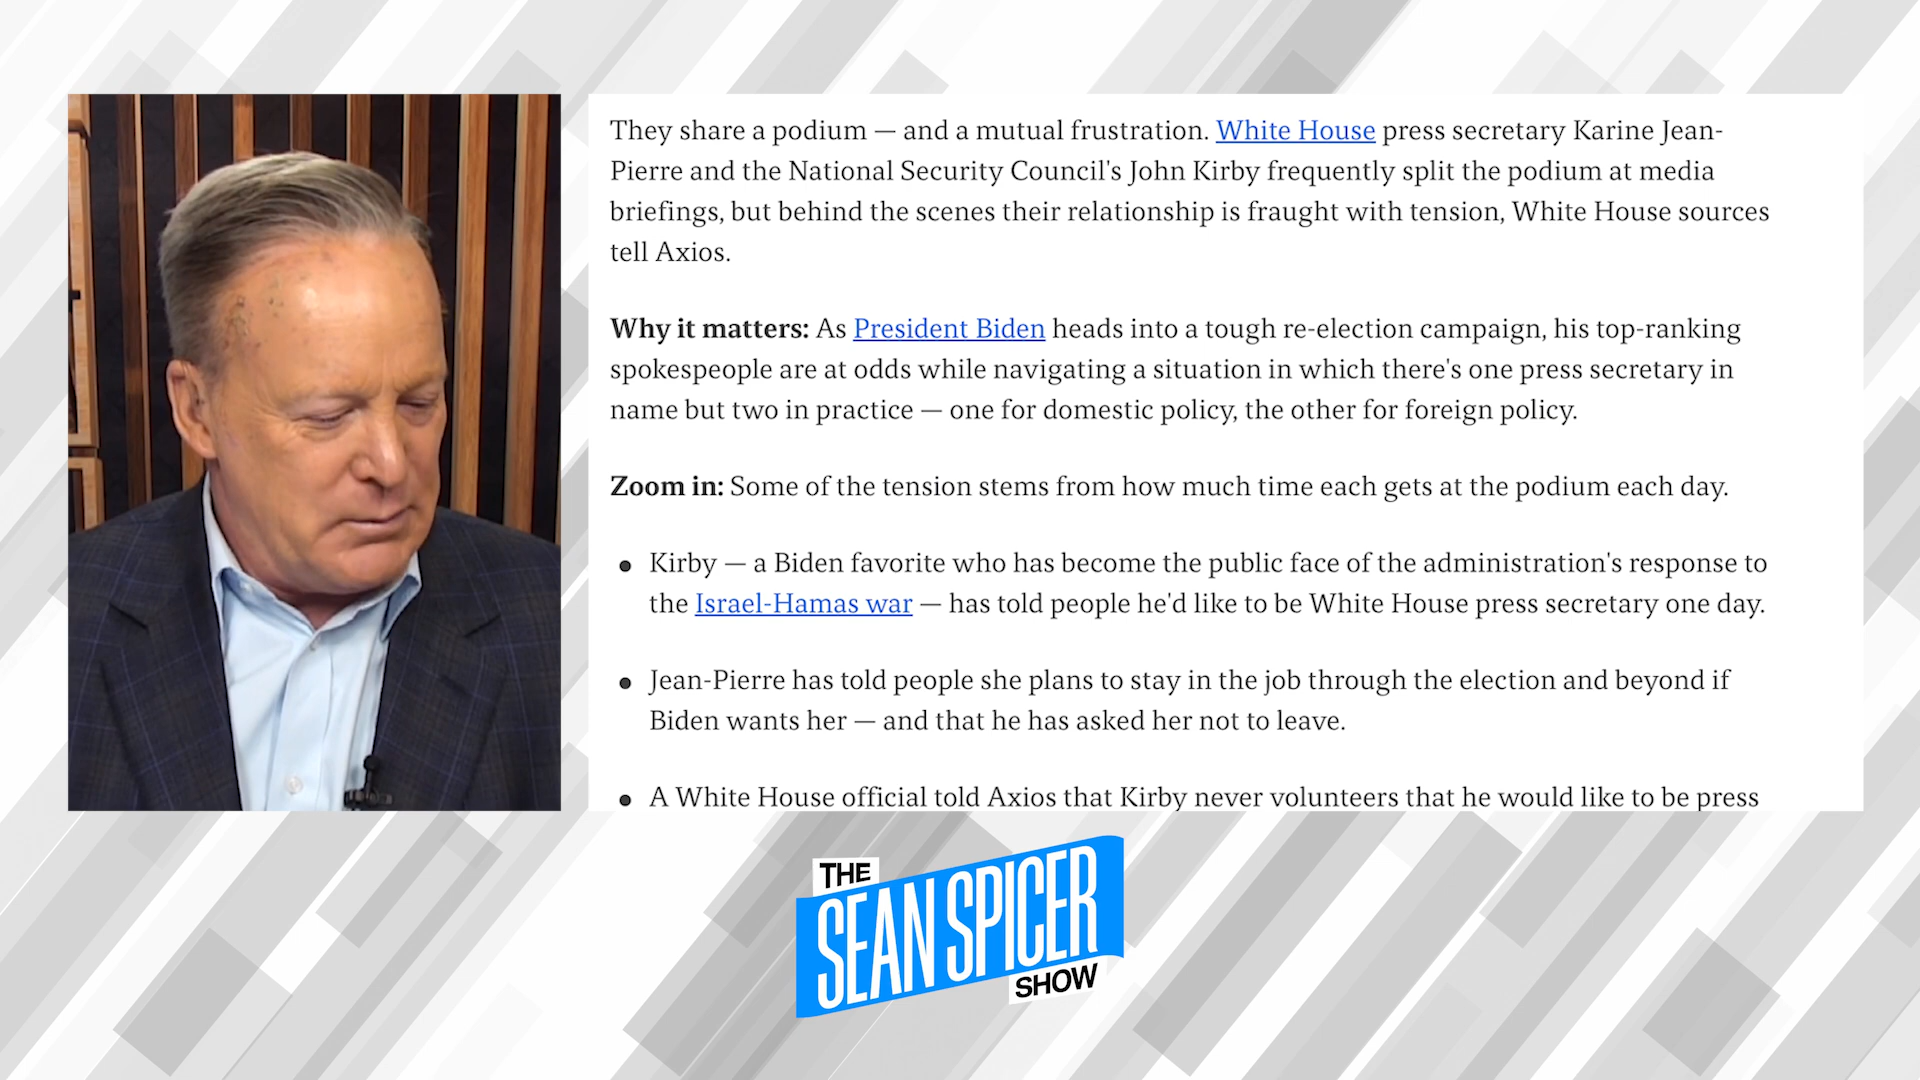 They share a podium — and a mutual frustration. White House press secretary Karine Jean-
Pierre and the National Security Council's John Kirby frequently split the podium at media
briefings, but behind the scenes their relationship is fraught with tension, White House sources
tell Axios.
Why it matters: As President Biden heads into a tough re-election campaign, his top-ranking
spokespeople are at odds while navigating a situation in which there's one press secretary in
name but two in practice — one for domestic policy, the other for foreign policy.
Zoom in: Some of the tension stems from how much time each gets at the podium each day.
• Kirby — a Biden favorite who has become the public face of the administration's response to
the Israel-Hamas war — has told people he'd like to be White House press secretary one day.
• Jean-Pierre has told people she plans to stay in the job through the election and beyond if
Biden wants her — and that he has asked her not to leave.
• A White House official told Axios that Kirby never volunteers that he would like to be press
THE
SEAN SPICER
SHOW